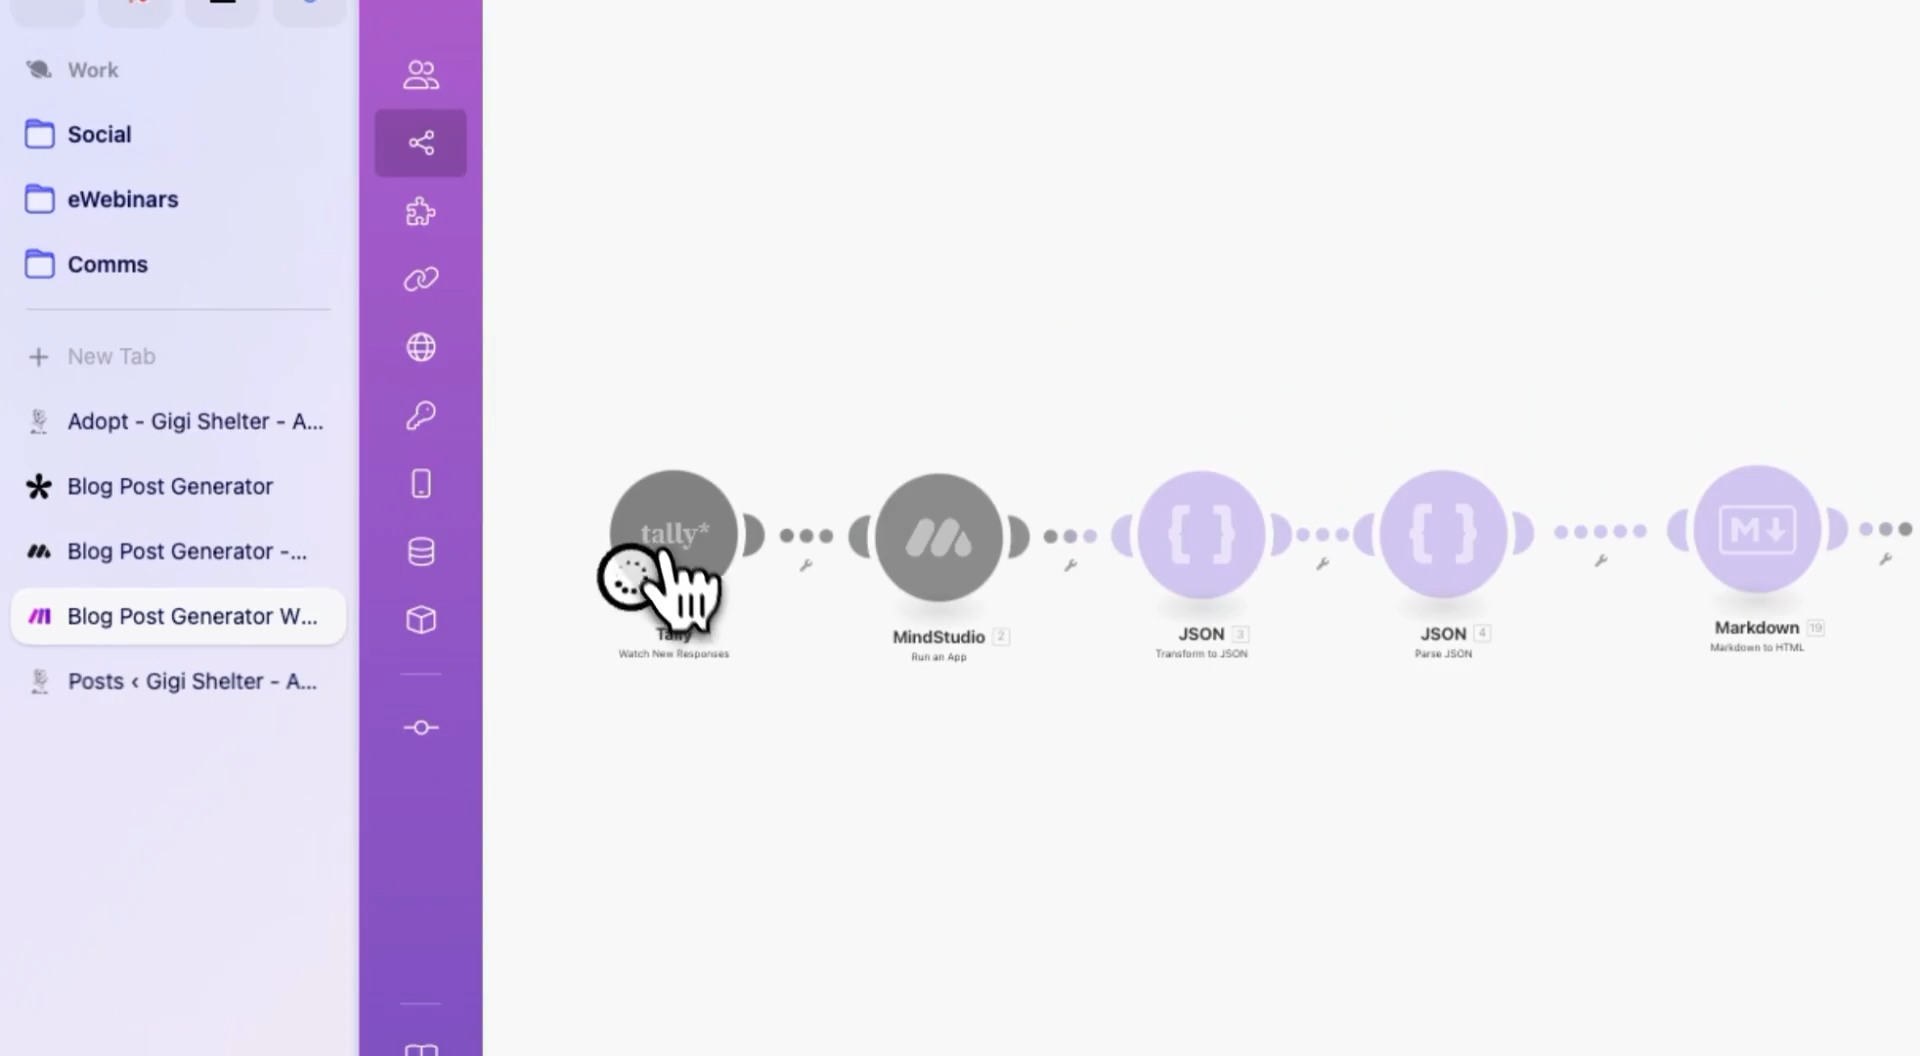 Work
Social
eWebinars
Comms
New Tab
Adopt - Gigi Shelter - A...
Blog Post Generator
Blog Post Generator -...
Blog Post Generator W...
Posts ‹ Gigi Shelter - A...
tally*
Tally
Watch New Responses
MindStudio 2
Run an App
{ }
JSON 3
Transform to JSON
{ }
JSON 4
Parse JSON
M↓
Markdown 19
Markdown to HTML